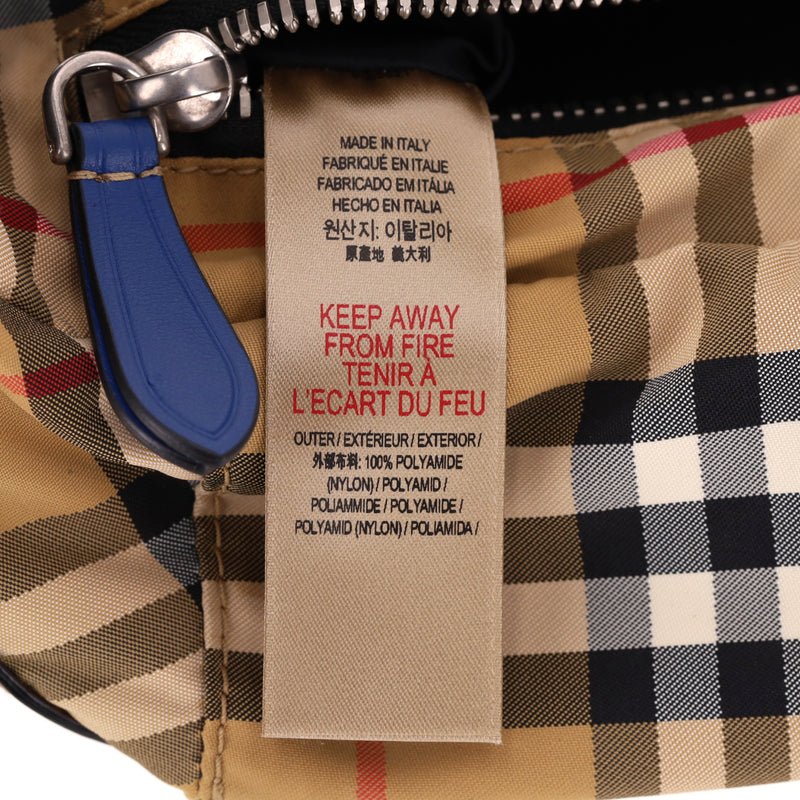 MADE IN ITALY
FABRIQUÉ EN ITALIE
FABRICADO EM ITÁLIA
HECHO EN ITALIA
원산지: 이탈리아
原產地 義大利
KEEP AWAY
FROM FIRE
TENIR À
L'ECART DU FEU
OUTER / EXTÉRIEUR / EXTERIOR /
外部布料: 100% POLYAMIDE
(NYLON) / POLYAMID /
POLIAMMIDE / POLYAMIDE /
POLYAMID (NYLON) / POLIAMIDA /